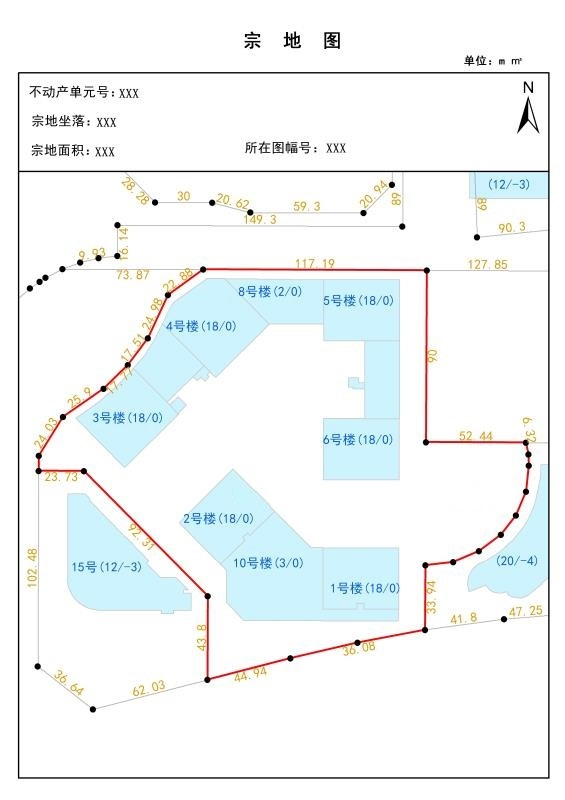 宗 地 图
单位：m ㎡
不动产单元号：XXX
N
宗地坐落：XXX
宗地面积：XXX
所在图幅号：XXX
28.28
30
20.62
59.3
20.94
89
149.3
(12/-3)
89
90.3
16.14
9.93
73.87
22.88
117.19
127.85
8号楼(2/0)
5号楼(18/0)
24.98
4号楼(18/0)
17.51
17.77
90
25.9
3号楼(18/0)
24.03
6号楼(18/0)
52.44
6.32
23.73
2号楼(18/0)
92.31
102.48
15号(12/-3)
10号楼(3/0)
(20/-4)
1号楼(18/0)
33.94
43.8
41.8
47.25
36.08
44.94
36.64
62.03